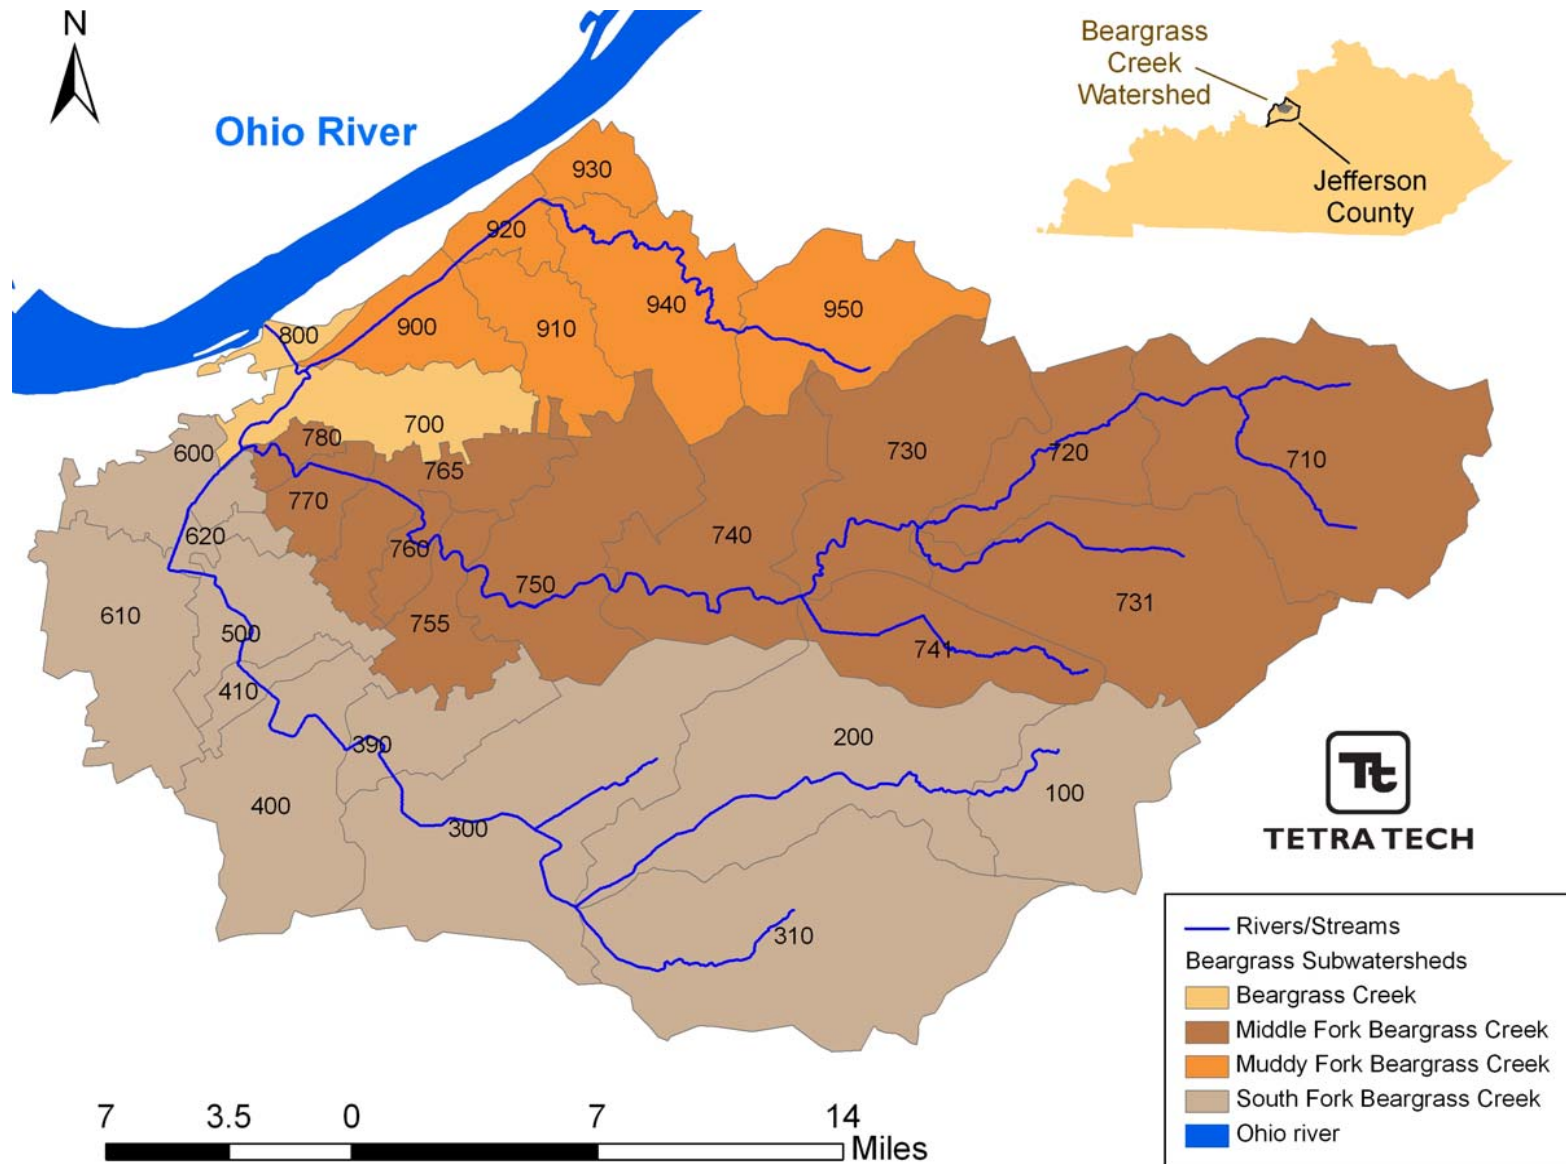 N
Ohio River
Beargrass
Creek
Watershed
Jefferson
County
930
920
940
950
910
900
800
700
780
600
765
770
730
720
710
740
620
760
750
755
731
610
500
741
410
390
200
100
400
300
310
Tt
TETRA TECH
Rivers/Streams
Beargrass Subwatersheds
Beargrass Creek
Middle Fork Beargrass Creek
Muddy Fork Beargrass Creek
South Fork Beargrass Creek
Ohio river
7 3.5 0 7 14
Miles